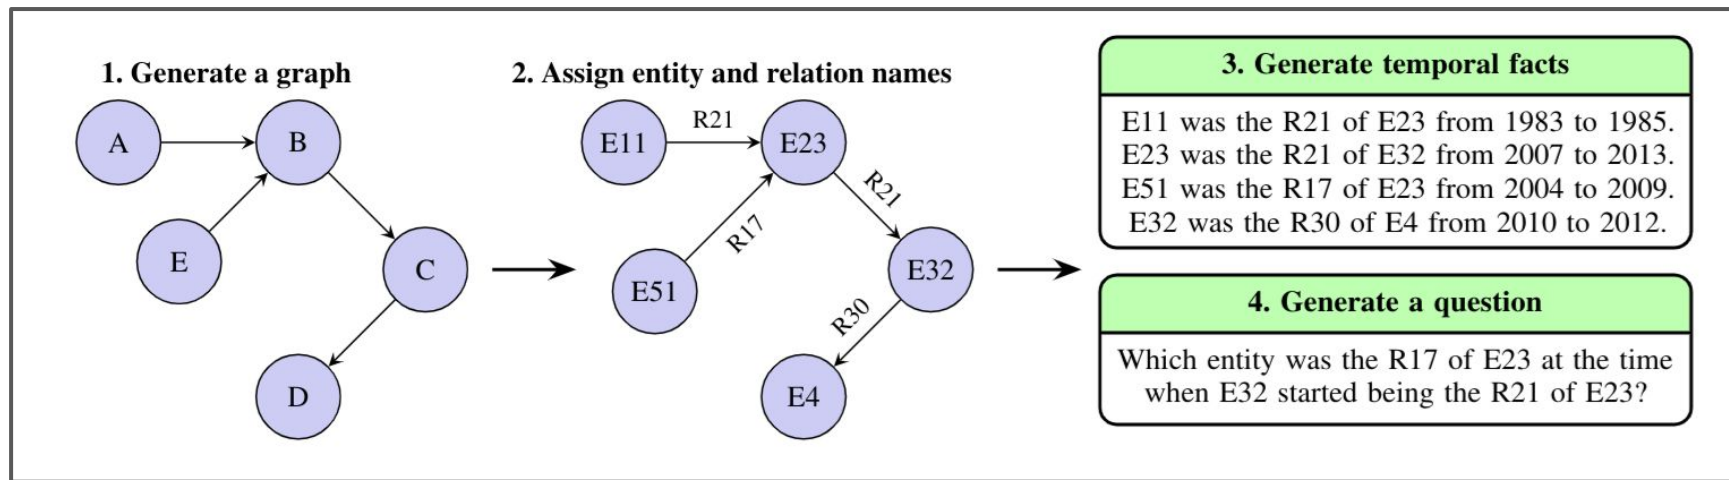 1. Generate a graph
A
B
E
C
D
2. Assign entity and relation names
E11
R21
E23
R21
R17
E51
E32
R30
E4
3. Generate temporal facts
E11 was the R21 of E23 from 1983 to 1985.
E23 was the R21 of E32 from 2007 to 2013.
E51 was the R17 of E23 from 2004 to 2009.
E32 was the R30 of E4 from 2010 to 2012.
4. Generate a question
Which entity was the R17 of E23 at the time
when E32 started being the R21 of E23?